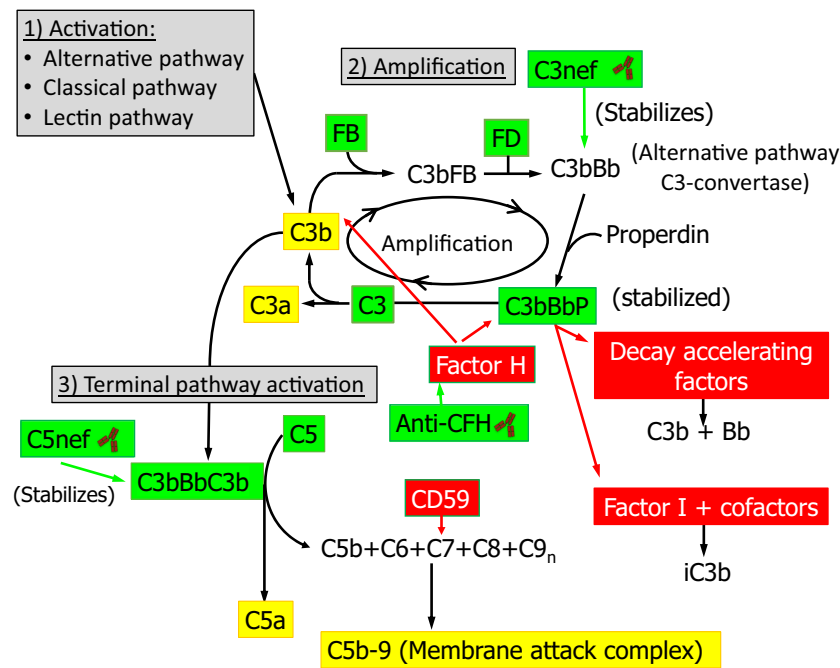 1) Activation:
• Alternative pathway
• Classical pathway
• Lectin pathway
2) Amplification
C3nef
(Stabilizes)
FB
FD
C3bFB
C3bBb
(Alternative pathway
C3-convertase)
C3b
Amplification
Properdin
C3a
C3
C3bBbP
(stabilized)
Factor H
Decay accelerating
factors
3) Terminal pathway activation
Anti-CFH
C3b + Bb
C5nef
C5
(Stabilizes)
C3bBbC3b
CD59
Factor I + cofactors
C5b+C6+C7+C8+C9n
iC3b
C5a
C5b-9 (Membrane attack complex)